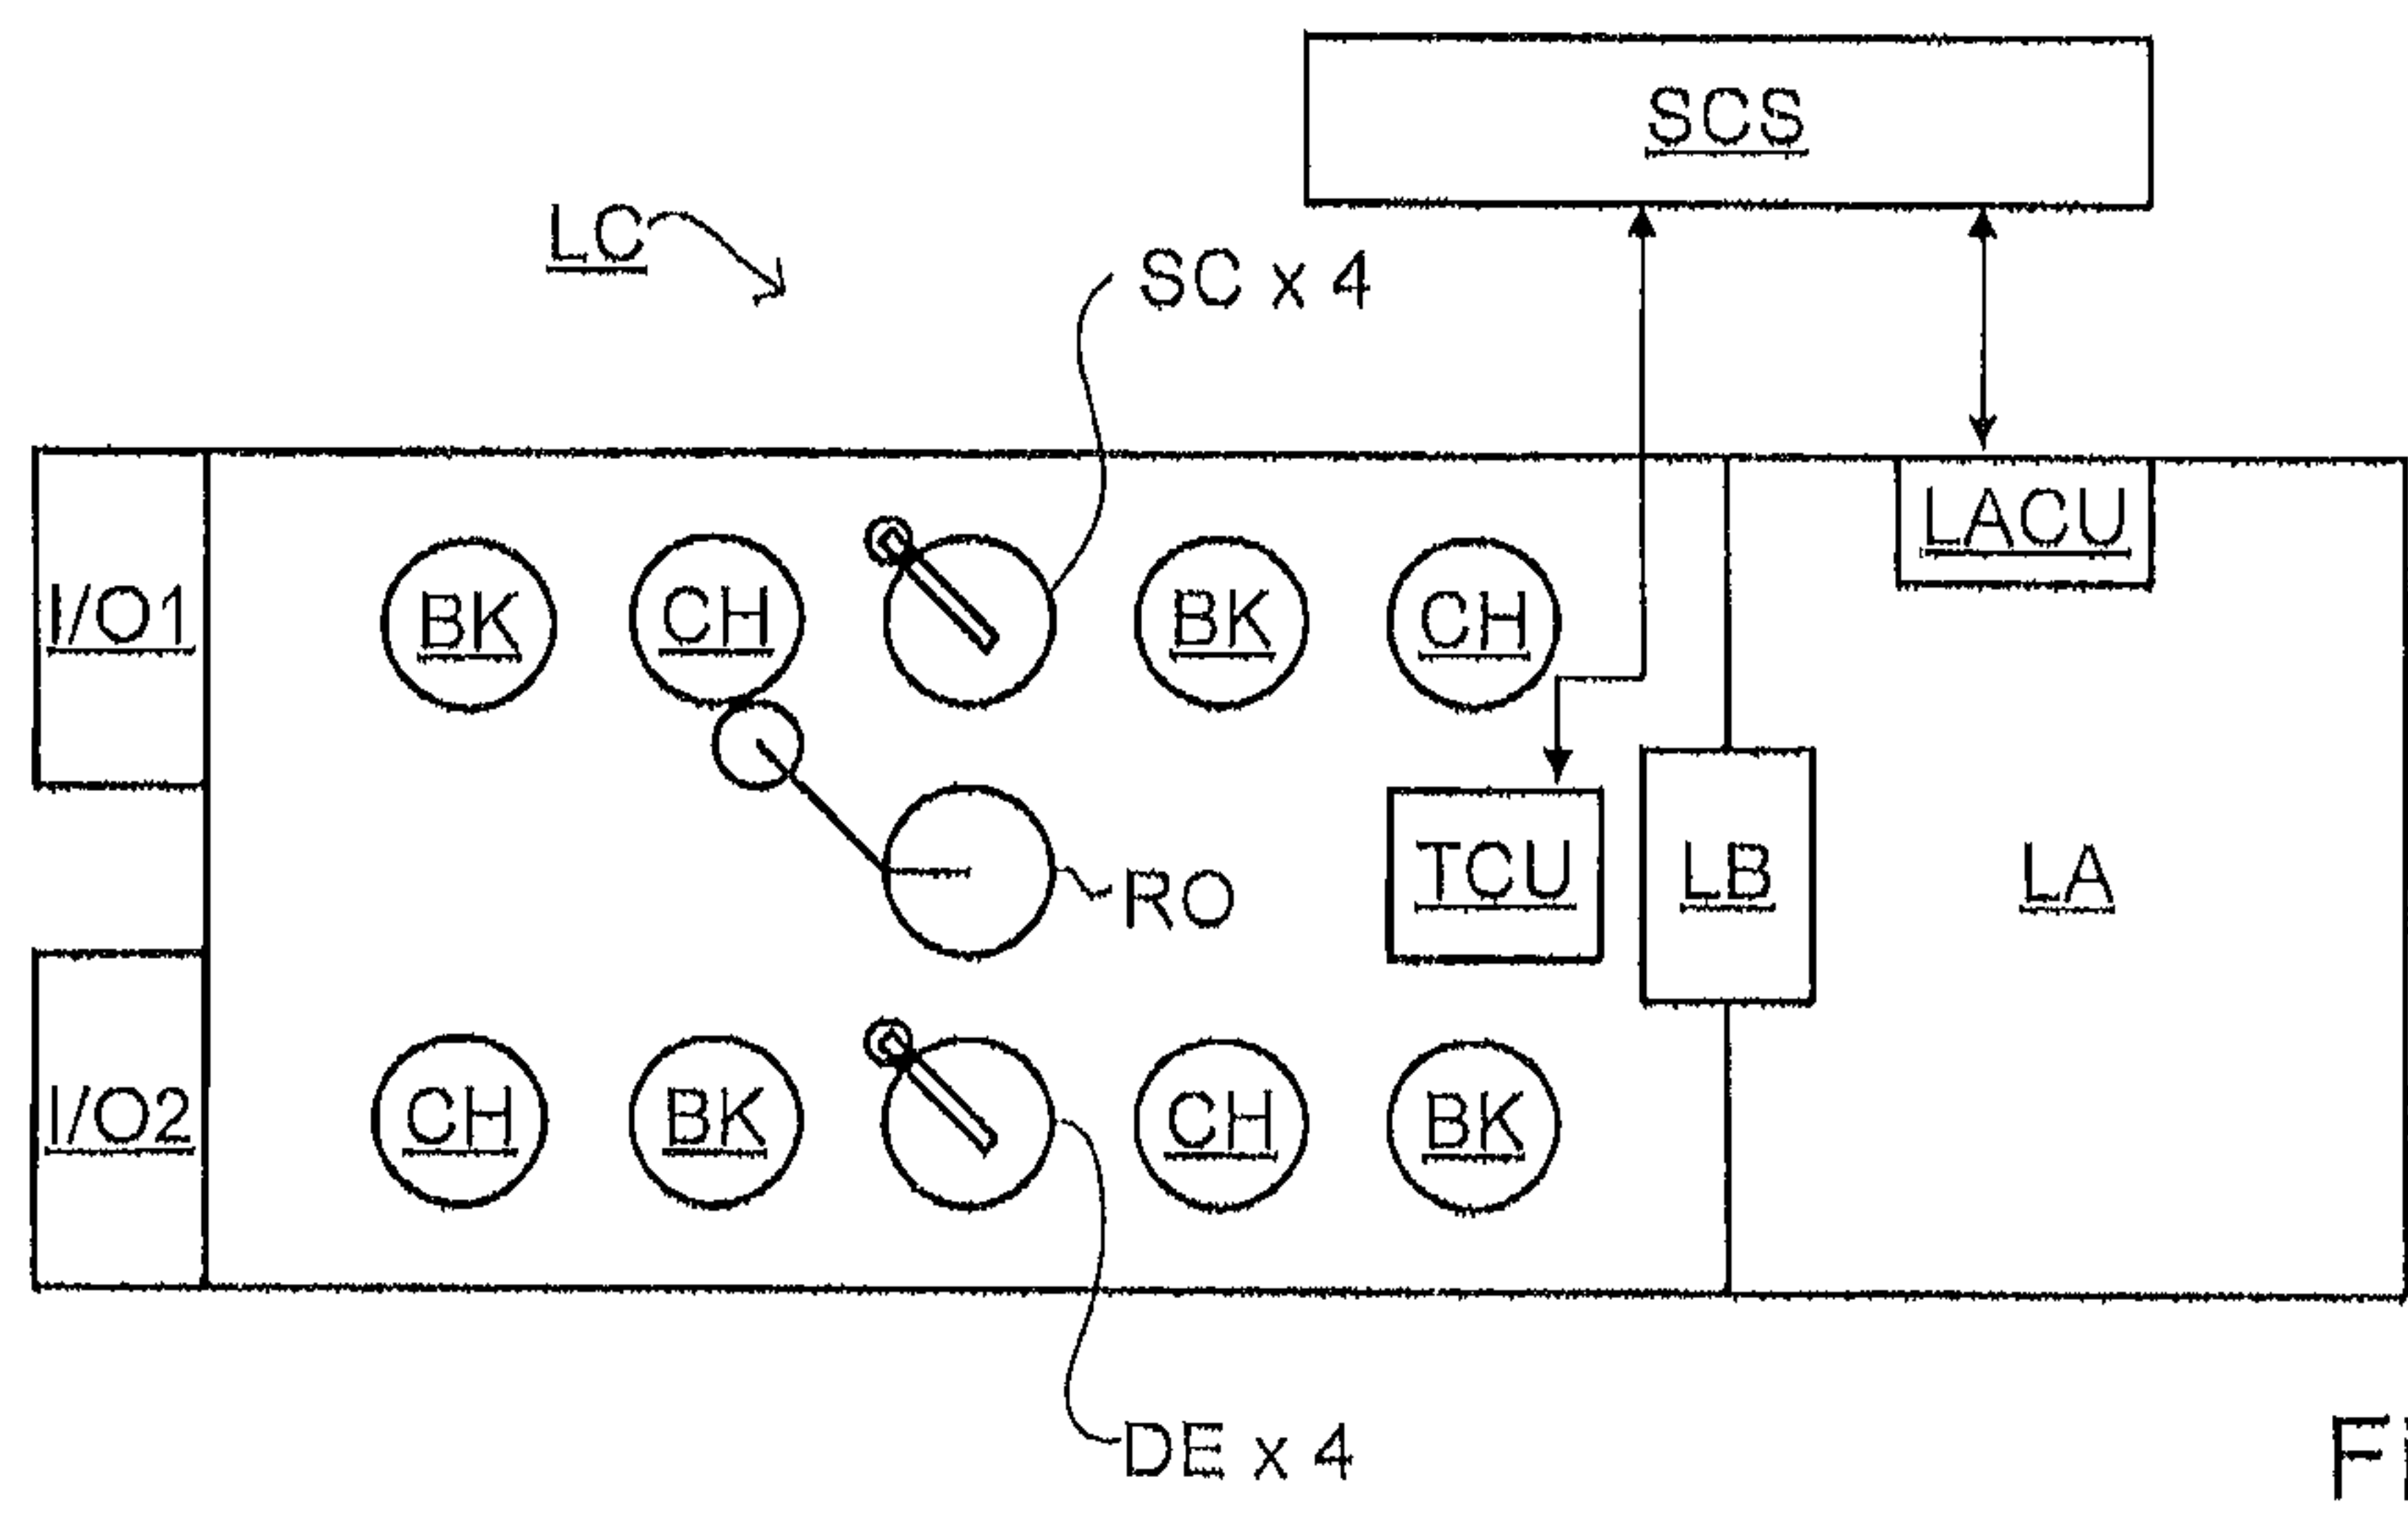 SCS
LC
SC x 4
LACU
I/O1
BK
CH
BK
CH
TCU
LB
LA
RO
I/O2
CH
BK
CH
BK
DE x 4